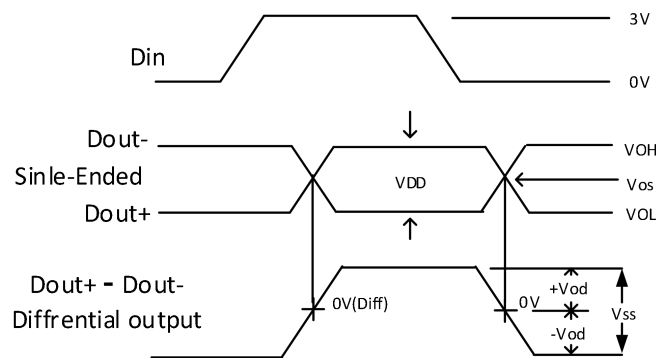 3V
Din
0V
Dout-
VOH
Sinle-Ended
VDD
Vos
Dout+
VOL
Dout+ - Dout-
+Vod
0V(Diff)
0V
Vss
Diffrential output
-Vod